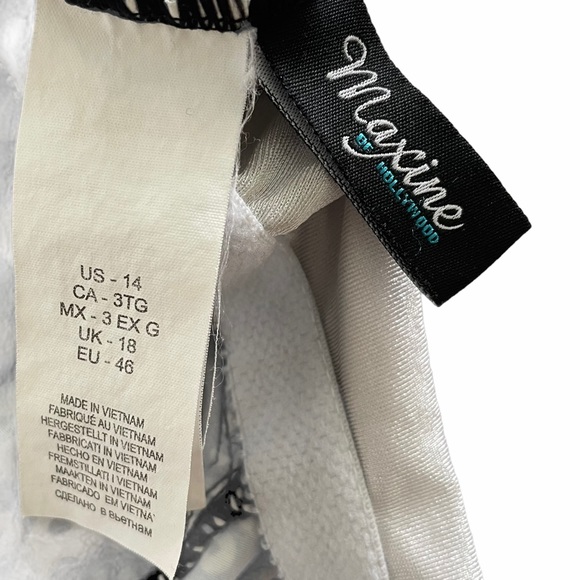 Maxine
OF HOLLYWOOD
US - 14
CA - 3TG
MX - 3 EX G
UK - 18
EU - 46
MADE IN VIETNAM
FABRIQUÉ AU VIETNAM
HERGESTELLT IN VIETNAM
FABBRICATI IN VIETNAM
HECHO EN VIETNAM
FREMSTILLATI I VIETNAM
MAAKTEN IN VIETNAM
FABRICADO EM VIETNA
СДЕЛАНО В Вьетнам